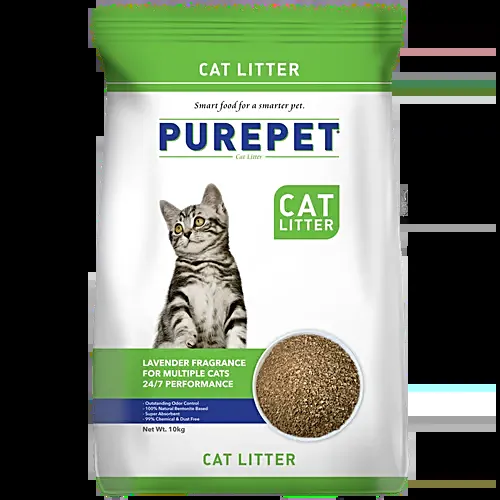 CAT LITTER
Smart food for a smarter pet.
PUREPET
Cat Litter
CAT
LITTER
LAVENDER FRAGRANCE
FOR MULTIPLE CATS
24/7 PERFORMANCE
- Outstanding Odor Control
- 100% Natural Bentonite Based
- Super Absorbent
- 99% Chemical & Dust Free
Net Wt. 10kg
CAT LITTER